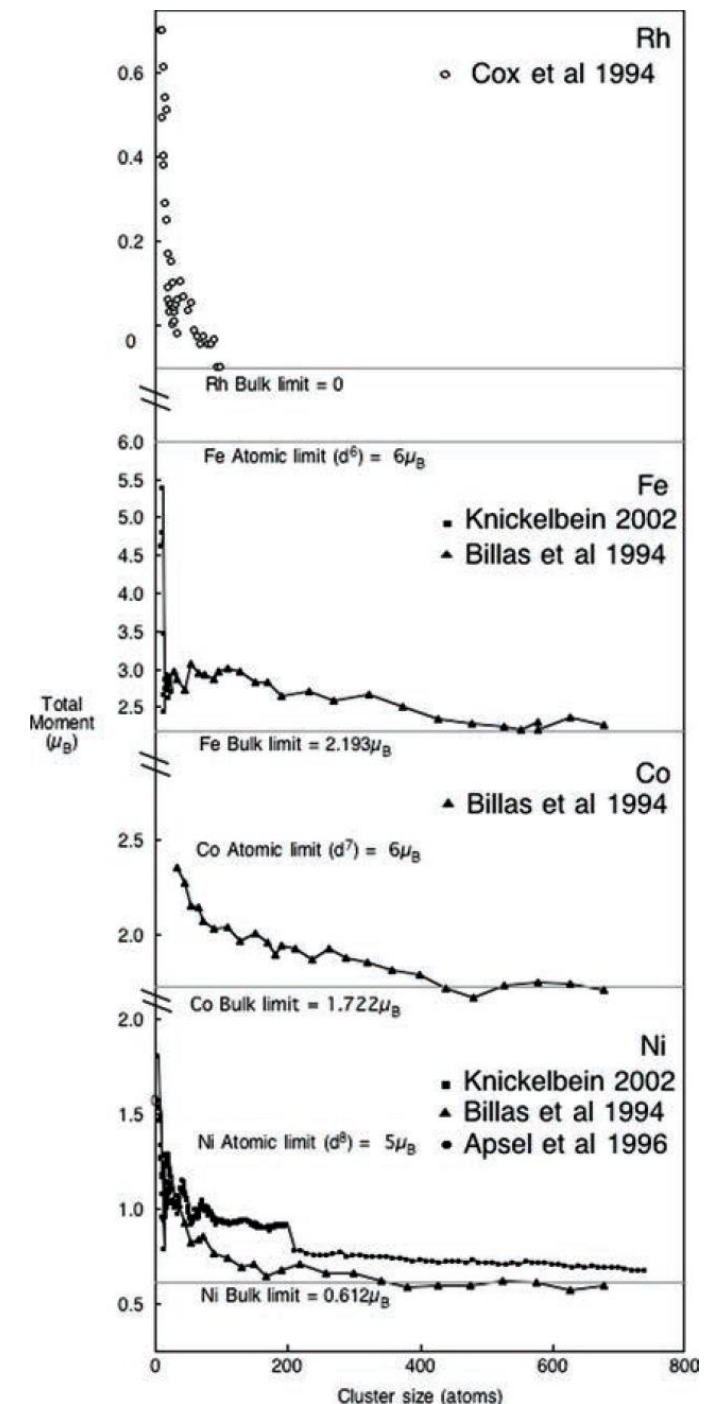 Rh
Cox et al 1994
0.6
0.4
0.2
0
Rh Bulk limit = 0
6.0
Fe Atomic limit (d⁶) = 6μB
5.5
Fe
5.0
Knickelbein 2002
4.5
Billas et al 1994
4.0
3.5
3.0
2.5
Total
Moment
(μB)
Fe Bulk limit = 2.193μB
Co
Billas et al 1994
2.5
Co Atomic limit (d⁷) = 6μB
2.0
Co Bulk limit = 1.722μB
2.0
Ni
Knickelbein 2002
Billas et al 1994
1.5
Ni Atomic limit (d⁸) = 5μB
Apsel et al 1996
1.0
Ni Bulk limit = 0.612μB
0.5
0 200 400 600 800
Cluster size (atoms)